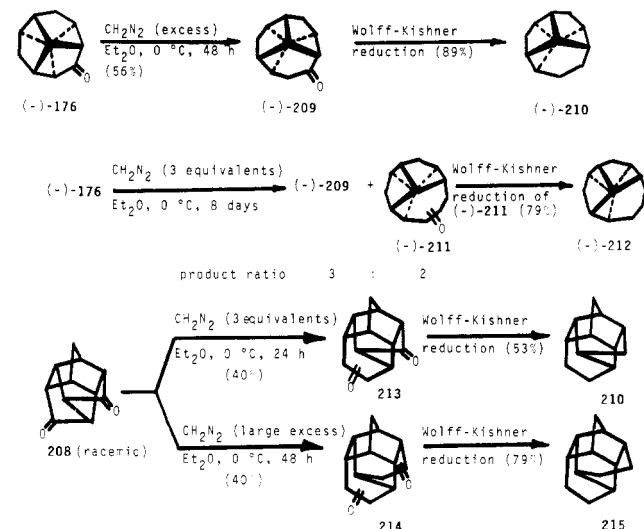 CH2N2 (excess) Wolff-Kishner
Et2O, 0 °C, 48 h reduction (89%)
(56%)
O O
(-)-176 (-)-209 (-)-210
CH2N2 (3 equivalents) Wolff-Kishner
(-)-176 (-)-209 + reduction of
Et2O, 0 °C, 8 days (-)-211 (79%)
O
(-)-211 (-)-212
product ratio 3 : 2
CH2N2 (3 equivalents) Wolff-Kishner
Et2O, 0 °C, 24 h reduction (53%)
(40%)
O O
213 210
O O
208 (racemic)
CH2N2 (large excess) Wolff-Kishner
Et2O, 0 °C, 48 h reduction (79%)
(40%)
O O
214 215